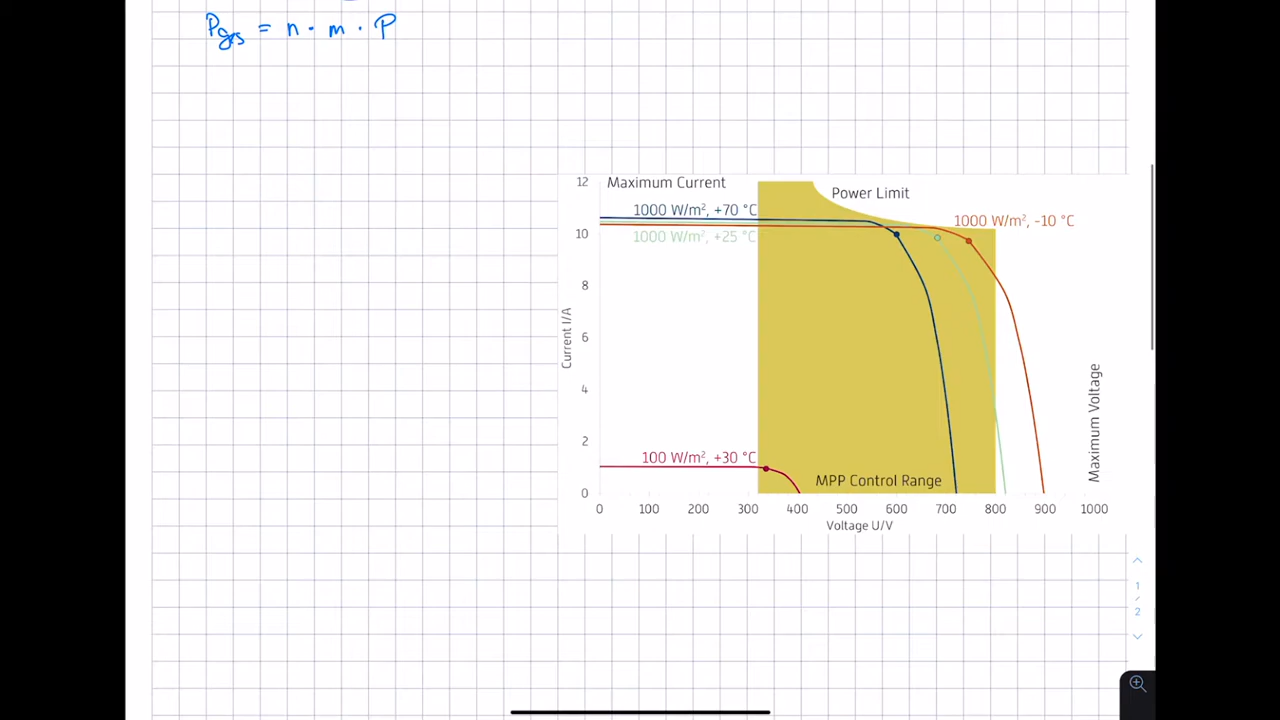 Pges = n · m · P
12
Maximum Current
Power Limit
1000 W/m², +70 °C
1000 W/m², -10 °C
10
1000 W/m², +25 °C
8
6
4
2
0
Current I/A
100 W/m², +30 °C
MPP Control Range
Maximum Voltage
0 100 200 300 400 500 600 700 800 900 1000
Voltage U/V
1
/
2